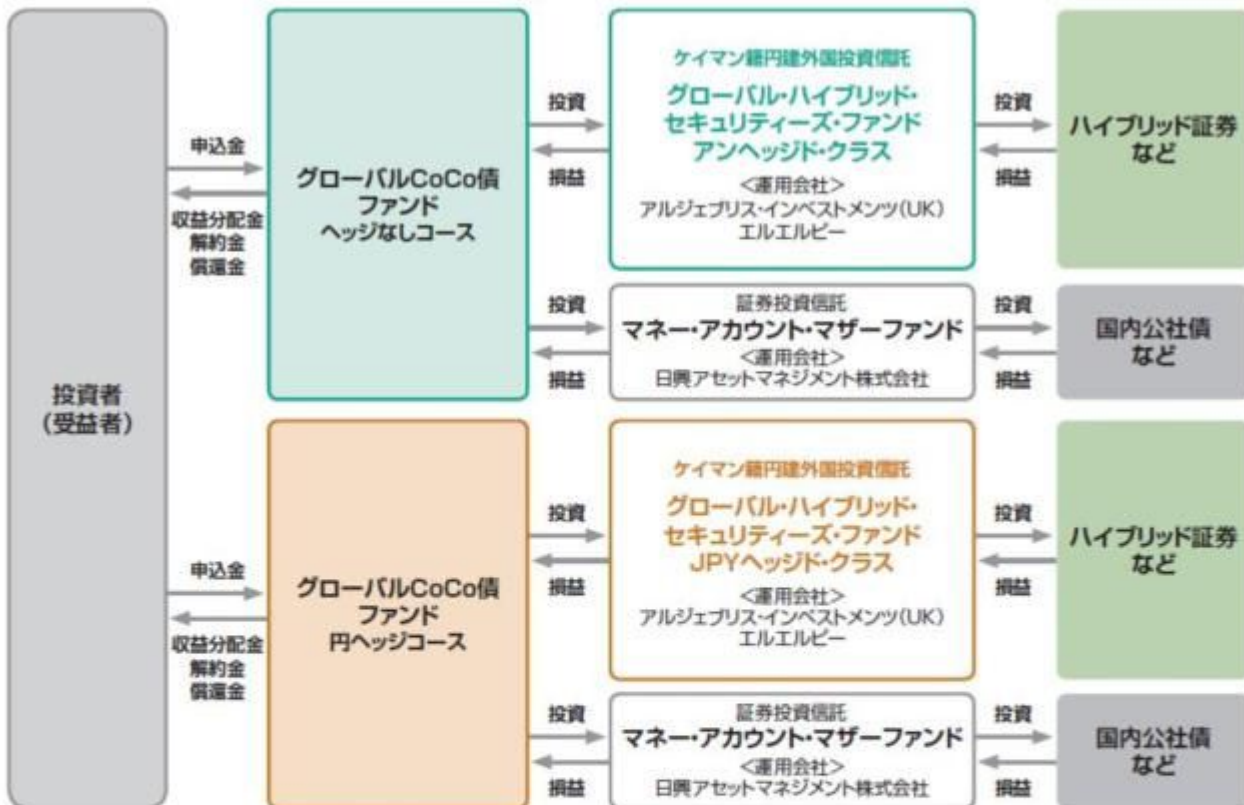 投資者
(受益者)
申込金
収益分配金
解約金
償還金
グローバルCoCo債
ファンド
ヘッジなしコース
投資
損益
ケイマン籍円建外国投資信託
グローバル・ハイブリッド・
セキュリティーズ・ファンド
アンヘッジド・クラス
<運用会社>
アルジェブリス・インベストメンツ(UK)
エルエルピー
投資
損益
ハイブリッド証券
など
投資
損益
証券投資信託
マネー・アカウント・マザーファンド
<運用会社>
日興アセットマネジメント株式会社
投資
損益
国内公社債
など
申込金
収益分配金
解約金
償還金
グローバルCoCo債
ファンド
円ヘッジコース
投資
損益
ケイマン籍円建外国投資信託
グローバル・ハイブリッド・
セキュリティーズ・ファンド
JPYヘッジド・クラス
<運用会社>
アルジェブリス・インベストメンツ(UK)
エルエルピー
投資
損益
ハイブリッド証券
など
投資
損益
証券投資信託
マネー・アカウント・マザーファンド
<運用会社>
日興アセットマネジメント株式会社
投資
損益
国内公社債
など